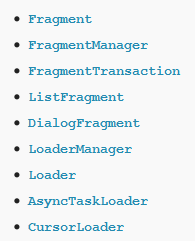 Fragment
FragmentManager
FragmentTransaction
ListFragment
DialogFragment
LoaderManager
Loader
AsyncTaskLoader
CursorLoader